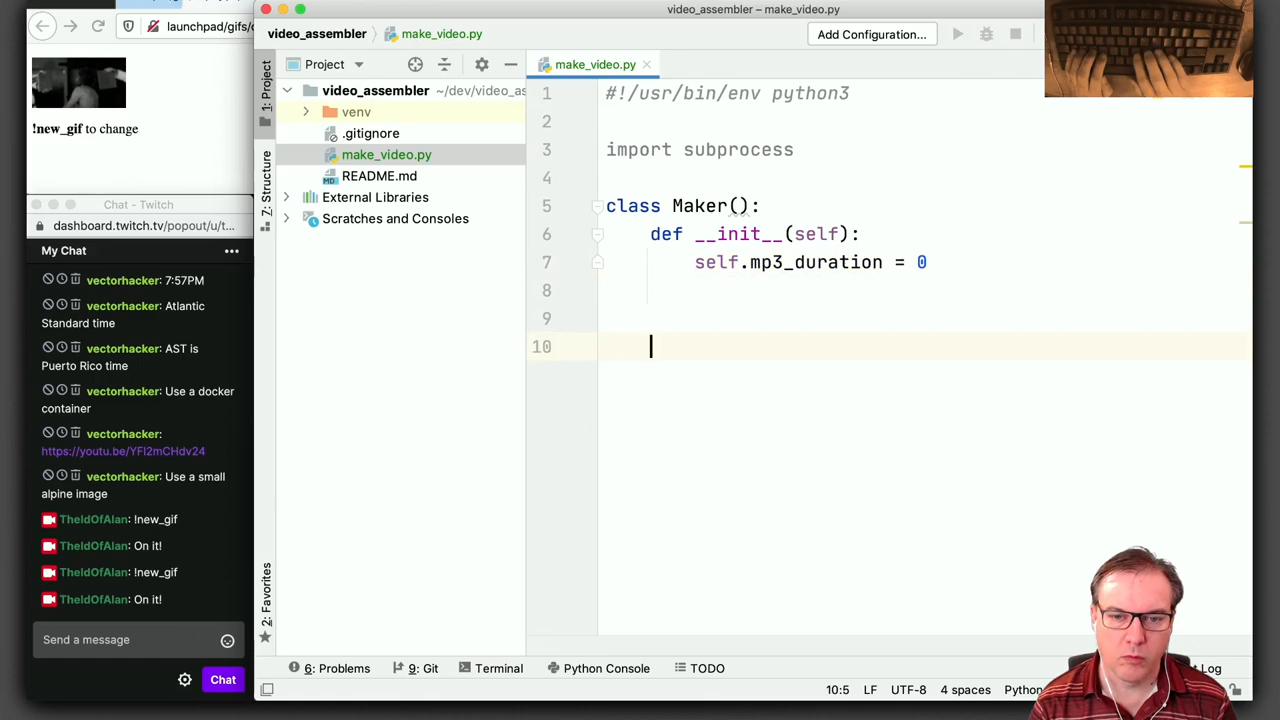 video_assembler – make_video.py
launchpad/gifs/
!new_gif to change
Chat - Twitch
dashboard.twitch.tv/popout/u/t...
My Chat
vectorhacker: 7:57PM
vectorhacker: Atlantic
Standard time
vectorhacker: AST is
Puerto Rico time
vectorhacker: Use a docker
container
vectorhacker:
https://youtu.be/YFl2mCHdv24
vectorhacker: Use a small
alpine image
TheIdOfAlan: !new_gif
TheIdOfAlan: On it!
TheIdOfAlan: !new_gif
TheIdOfAlan: On it!
Send a message
Chat
video_assembler make_video.py
Add Configuration...
1: Project
7: Structure
2: Favorites
Project
video_assembler ~/dev/video_as
venv
.gitignore
make_video.py
MD README.md
External Libraries
Scratches and Consoles
make_video.py
1 #!/usr/bin/env python3
2
3 import subprocess
4
5 class Maker():
6 def __init__(self):
7 self.mp3_duration = 0
8
9
10
6: Problems
9: Git
Terminal
Python Console
TODO
Log
10:5 LF UTF-8 4 spaces Python